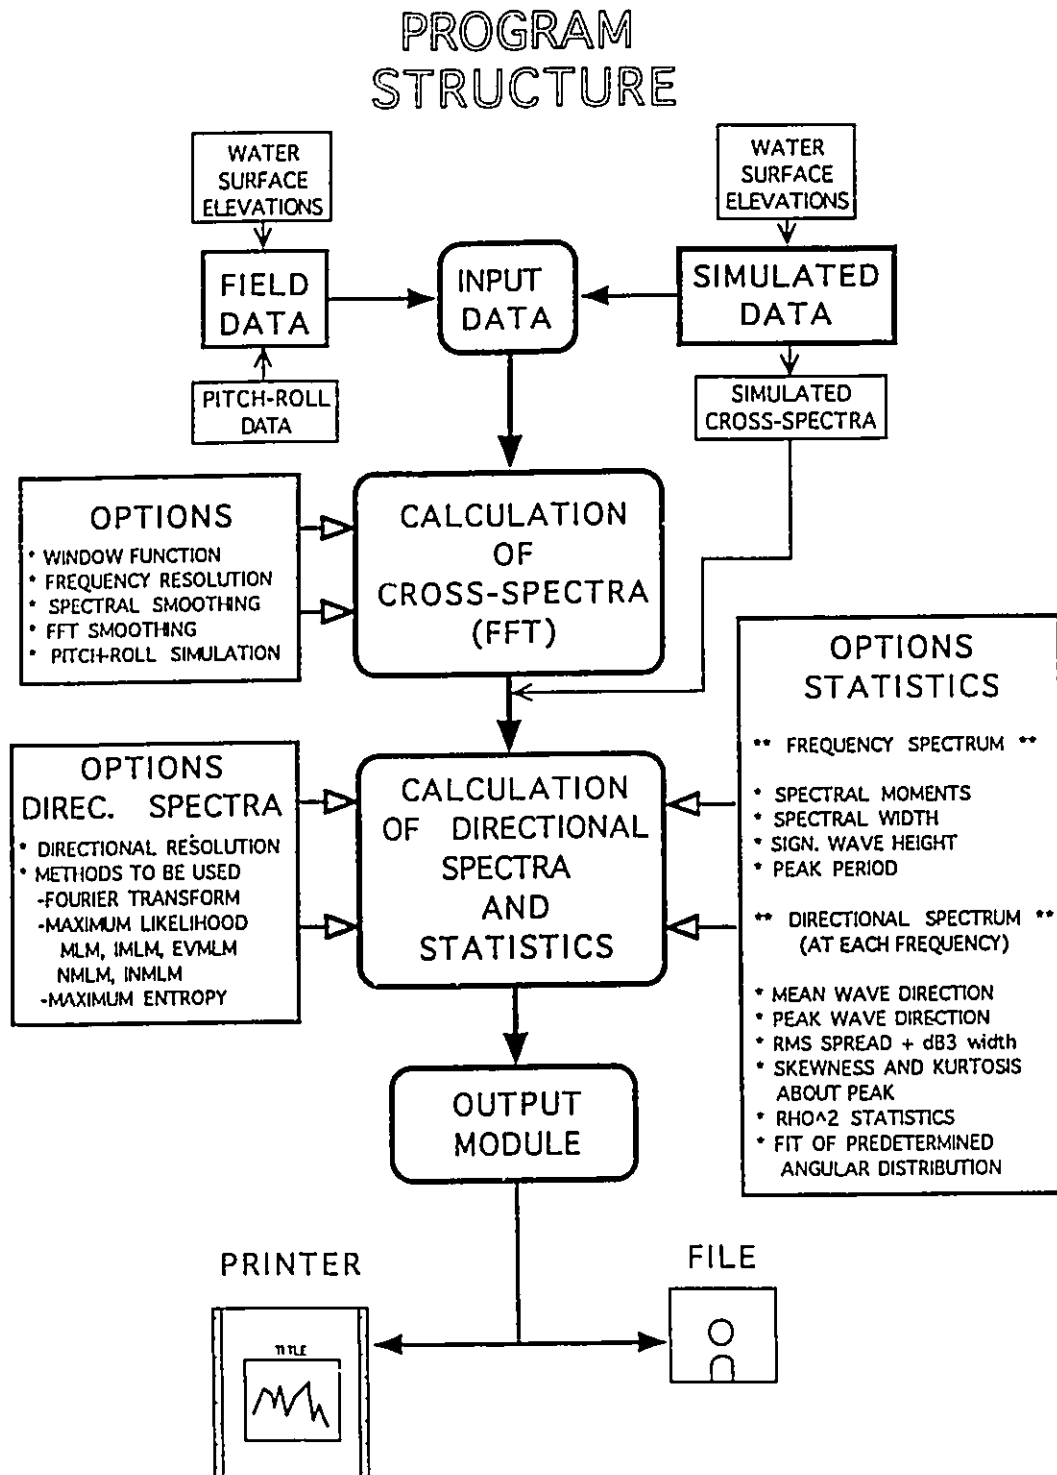 PROGRAM
STRUCTURE
WATER
SURFACE
ELEVATIONS
WATER
SURFACE
ELEVATIONS
FIELD
DATA
INPUT
DATA
SIMULATED
DATA
PITCH-ROLL
DATA
SIMULATED
CROSS-SPECTRA
OPTIONS
* WINDOW FUNCTION
* FREQUENCY RESOLUTION
* SPECTRAL SMOOTHING
* FFT SMOOTHING
* PITCH-ROLL SIMULATION
CALCULATION
OF
CROSS-SPECTRA
(FFT)
OPTIONS
DIREC. SPECTRA
* DIRECTIONAL RESOLUTION
* METHODS TO BE USED
-FOURIER TRANSFORM
-MAXIMUM LIKELIHOOD
MLM, IMLM, EVMLM
NMLM, INMLM
-MAXIMUM ENTROPY
CALCULATION
OF DIRECTIONAL
SPECTRA
AND
STATISTICS
OPTIONS
STATISTICS
** FREQUENCY SPECTRUM **
* SPECTRAL MOMENTS
* SPECTRAL WIDTH
* SIGN. WAVE HEIGHT
* PEAK PERIOD
** DIRECTIONAL SPECTRUM **
(AT EACH FREQUENCY)
* MEAN WAVE DIRECTION
* PEAK WAVE DIRECTION
* RMS SPREAD + dB3 width
* SKEWNESS AND KURTOSIS
ABOUT PEAK
* RHO^2 STATISTICS
* FIT OF PREDETERMINED
ANGULAR DISTRIBUTION
OUTPUT
MODULE
PRINTER
FILE
TITLE